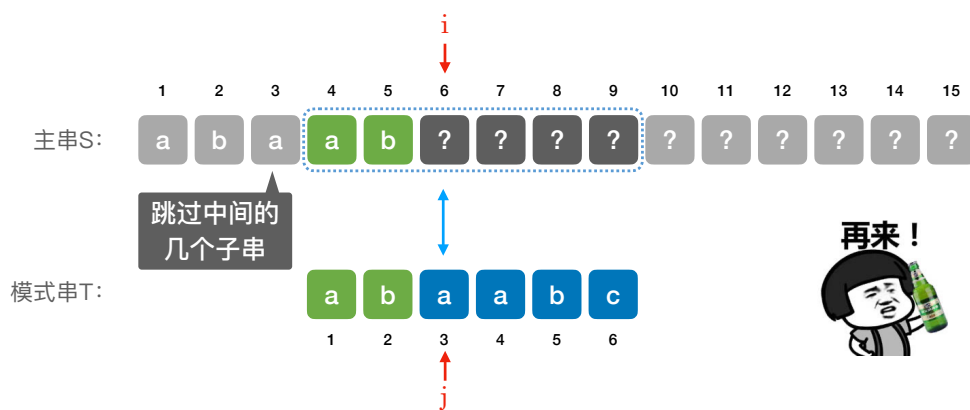 i
1 2 3 4 5 6 7 8 9 10 11 12 13 14 15
主串S: a b a a b ? ? ? ? ? ? ? ? ? ?
跳过中间的
几个子串
再来！
模式串T: a b a a b c
1 2 3 4 5 6
j